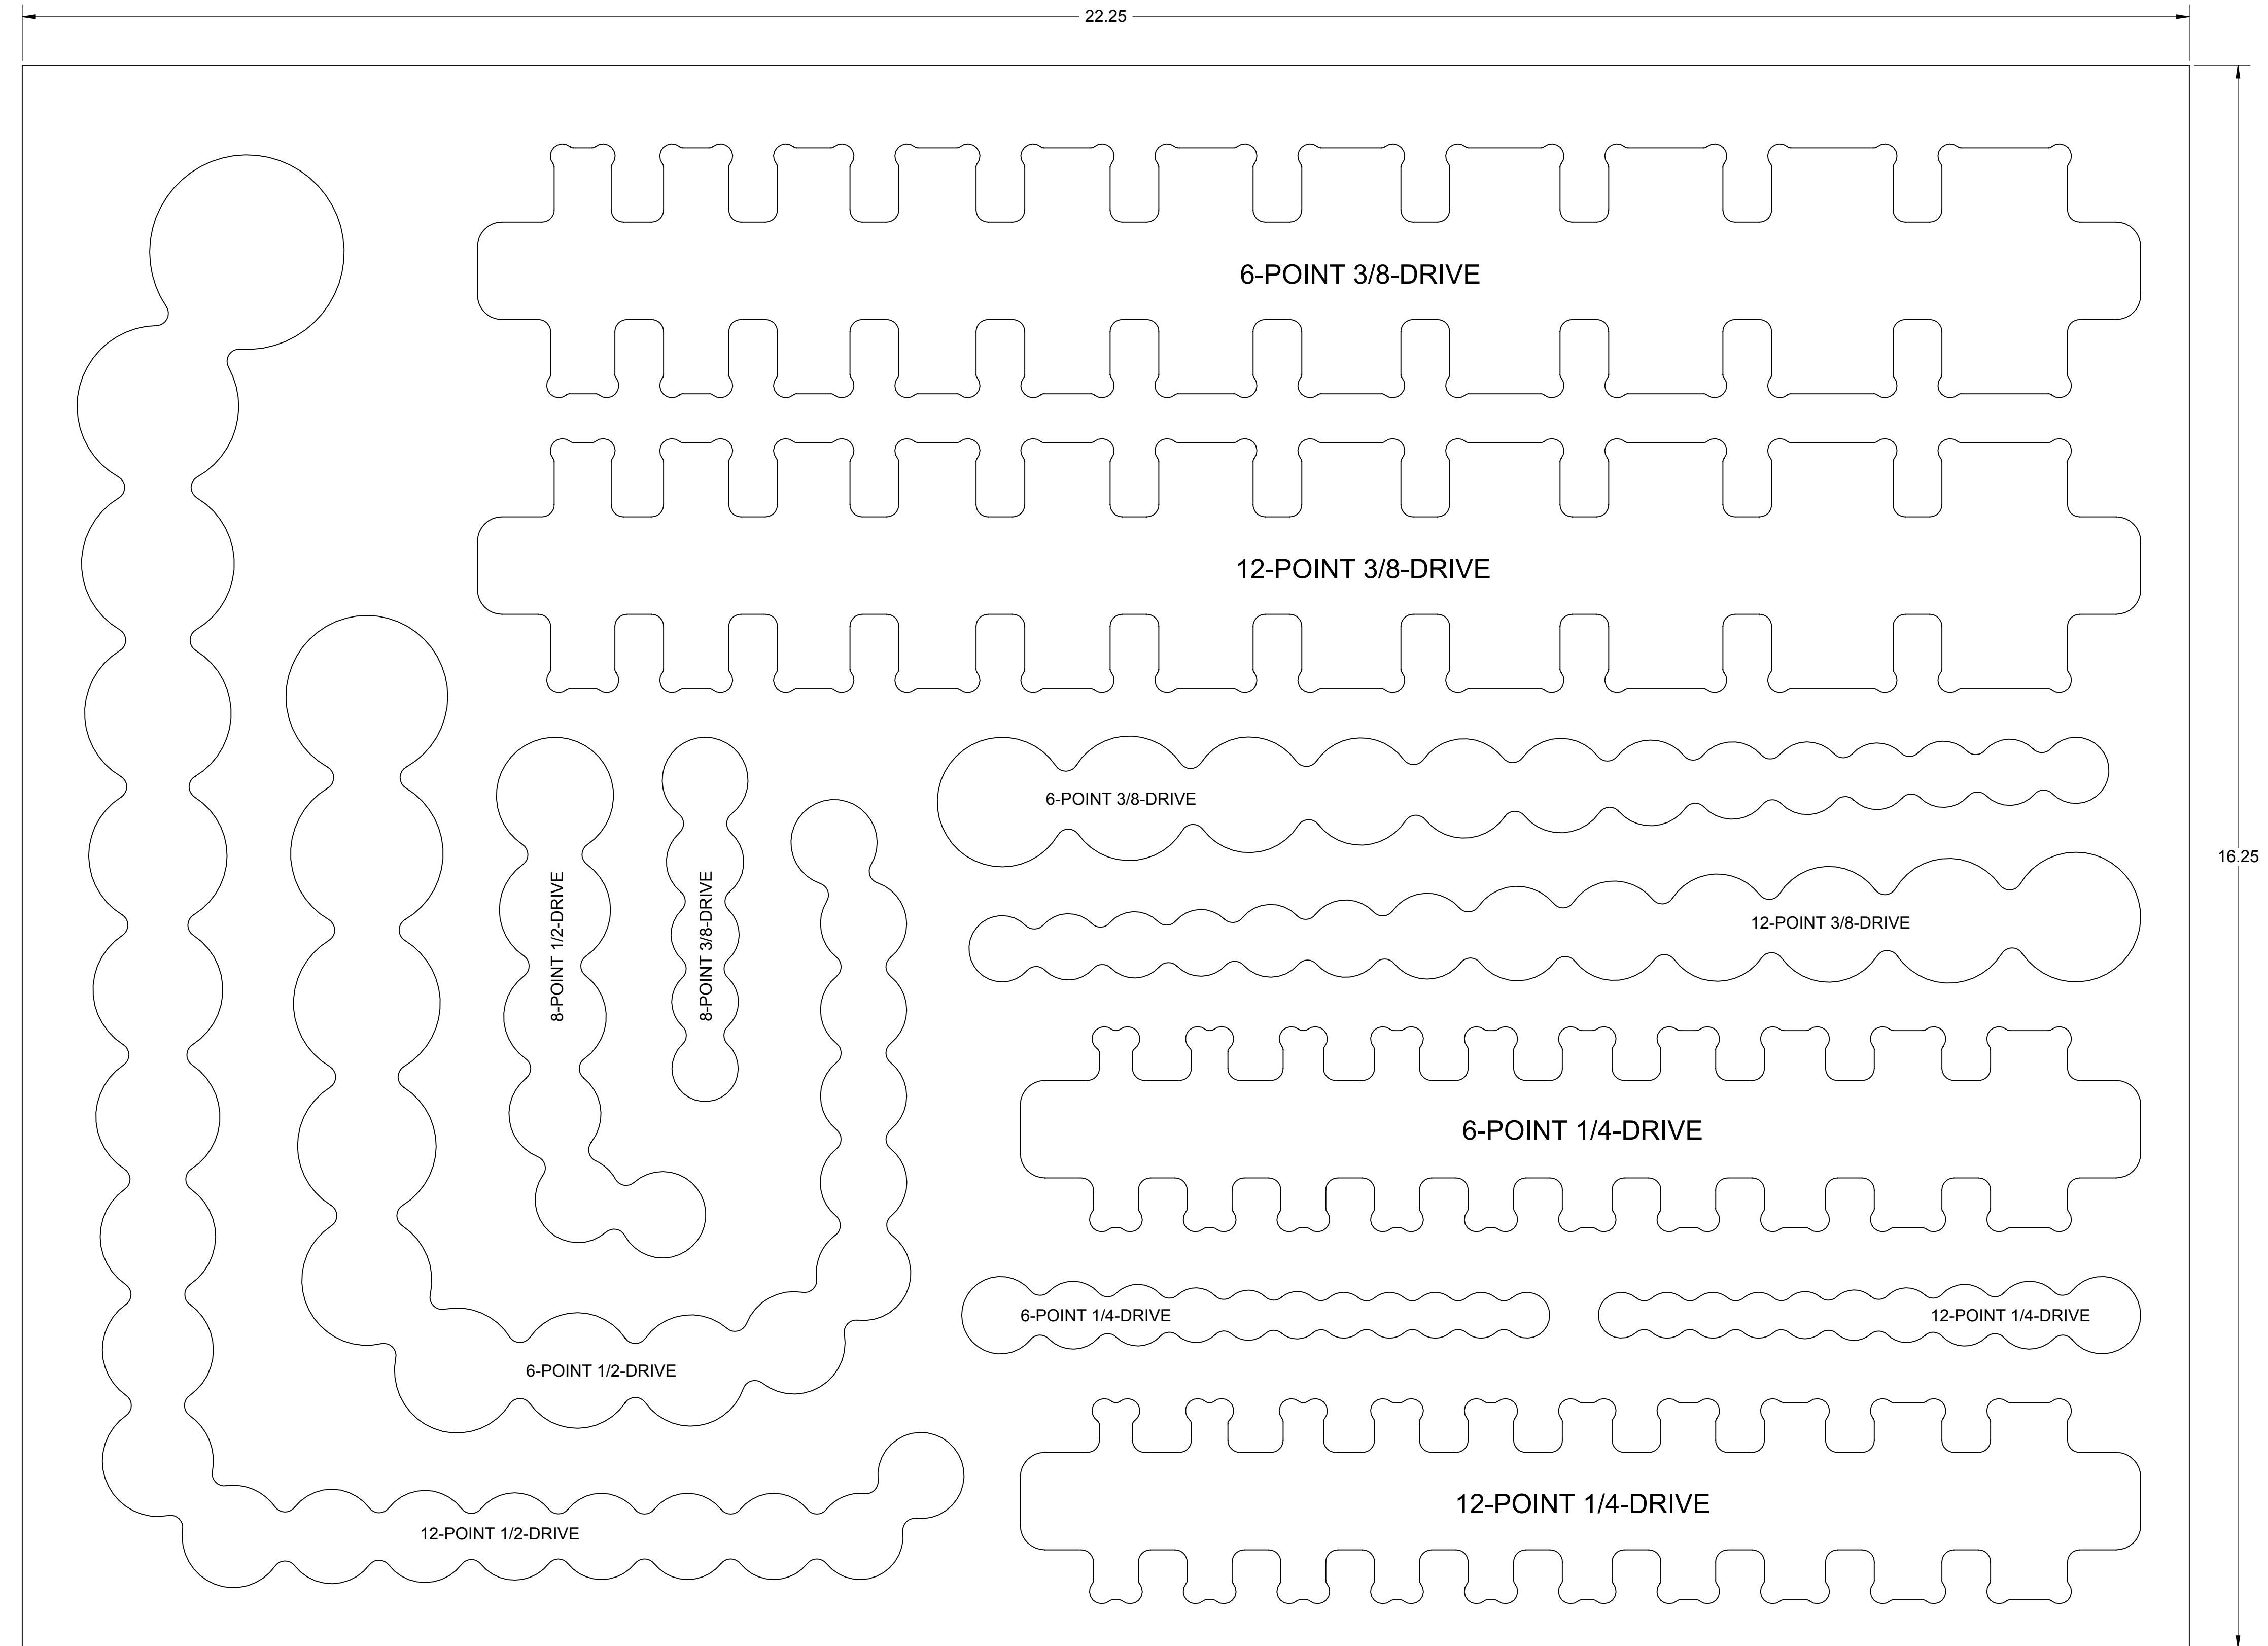 22.25
6-POINT 3/8-DRIVE
12-POINT 3/8-DRIVE
6-POINT 3/8-DRIVE
16.25
8-POINT 1/2-DRIVE
8-POINT 3/8-DRIVE
12-POINT 3/8-DRIVE
6-POINT 1/4-DRIVE
6-POINT 1/4-DRIVE
12-POINT 1/4-DRIVE
6-POINT 1/2-DRIVE
12-POINT 1/4-DRIVE
12-POINT 1/2-DRIVE